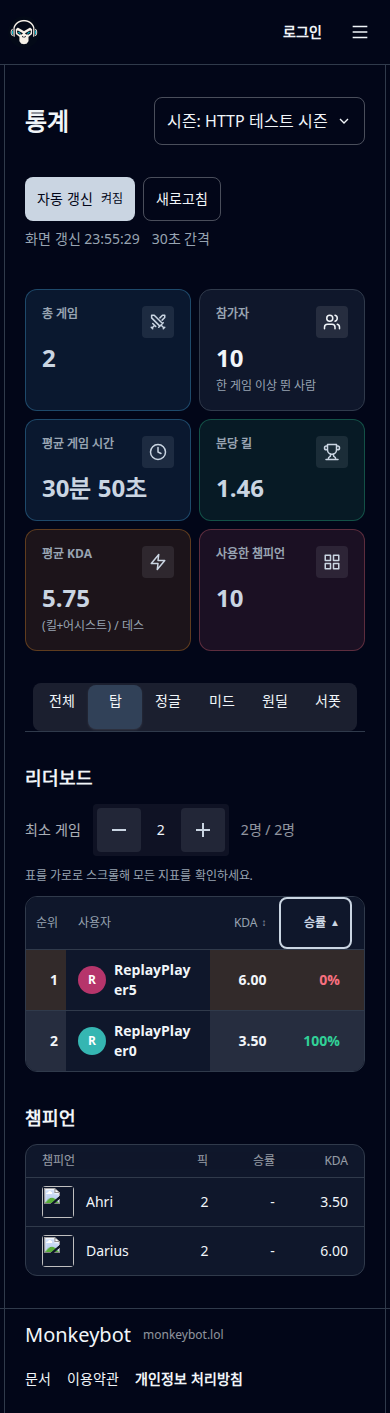 로그인
통계
시즌: HTTP 테스트 시즌
자동 갱신 켜짐 새로고침
화면 갱신 23:55:29 30초 간격
총 게임
2
참가자
10
한 게임 이상 뛴 사람
평균 게임 시간
30분 50초
분당 킬
1.46
평균 KDA
5.75
(킬+어시스트) / 데스
사용한 챔피언
10
전체 탑 정글 미드 원딜 서폿
리더보드
최소 게임 − 2 + 2명 / 2명
표를 가로로 스크롤해 모든 지표를 확인하세요.
순위 사용자 KDA ↕ 승률 ▲
1 R ReplayPlay
er5 6.00 0%
2 R ReplayPlay
er0 3.50 100%
챔피언
챔피언 픽 승률 KDA
Ahri 2 - 3.50
Darius 2 - 6.00
Monkeybot monkeybot.lol
문서 이용약관 개인정보 처리방침